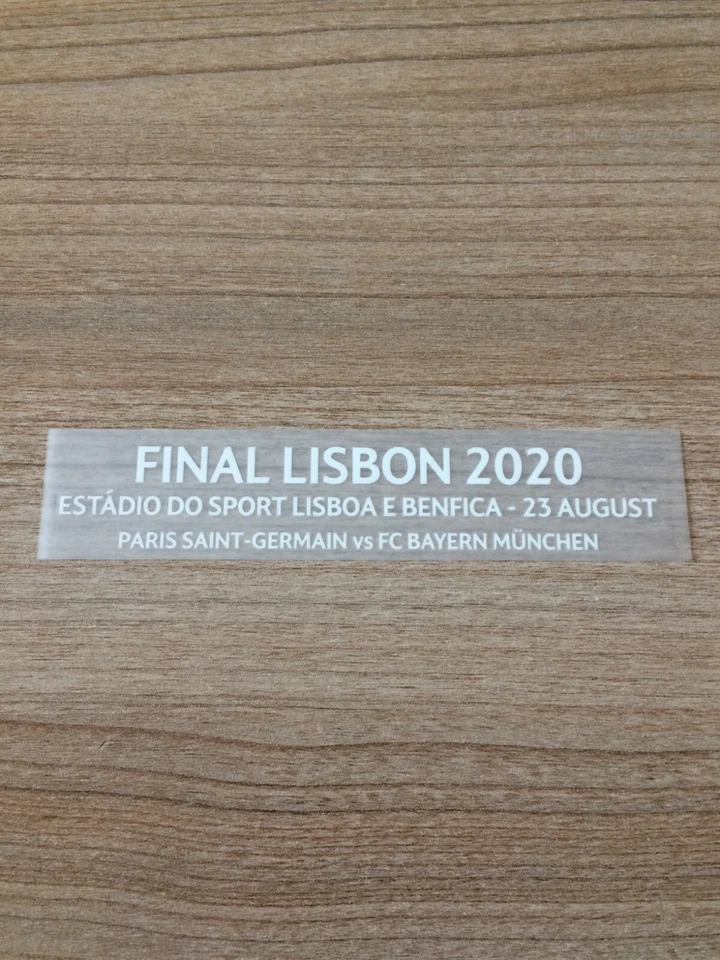 FINAL LISBON 2020
ESTÁDIO DO SPORT LISBOA E BENFICA - 23 AUGUST
PARIS SAINT-GERMAIN vs FC BAYERN MÜNCHEN